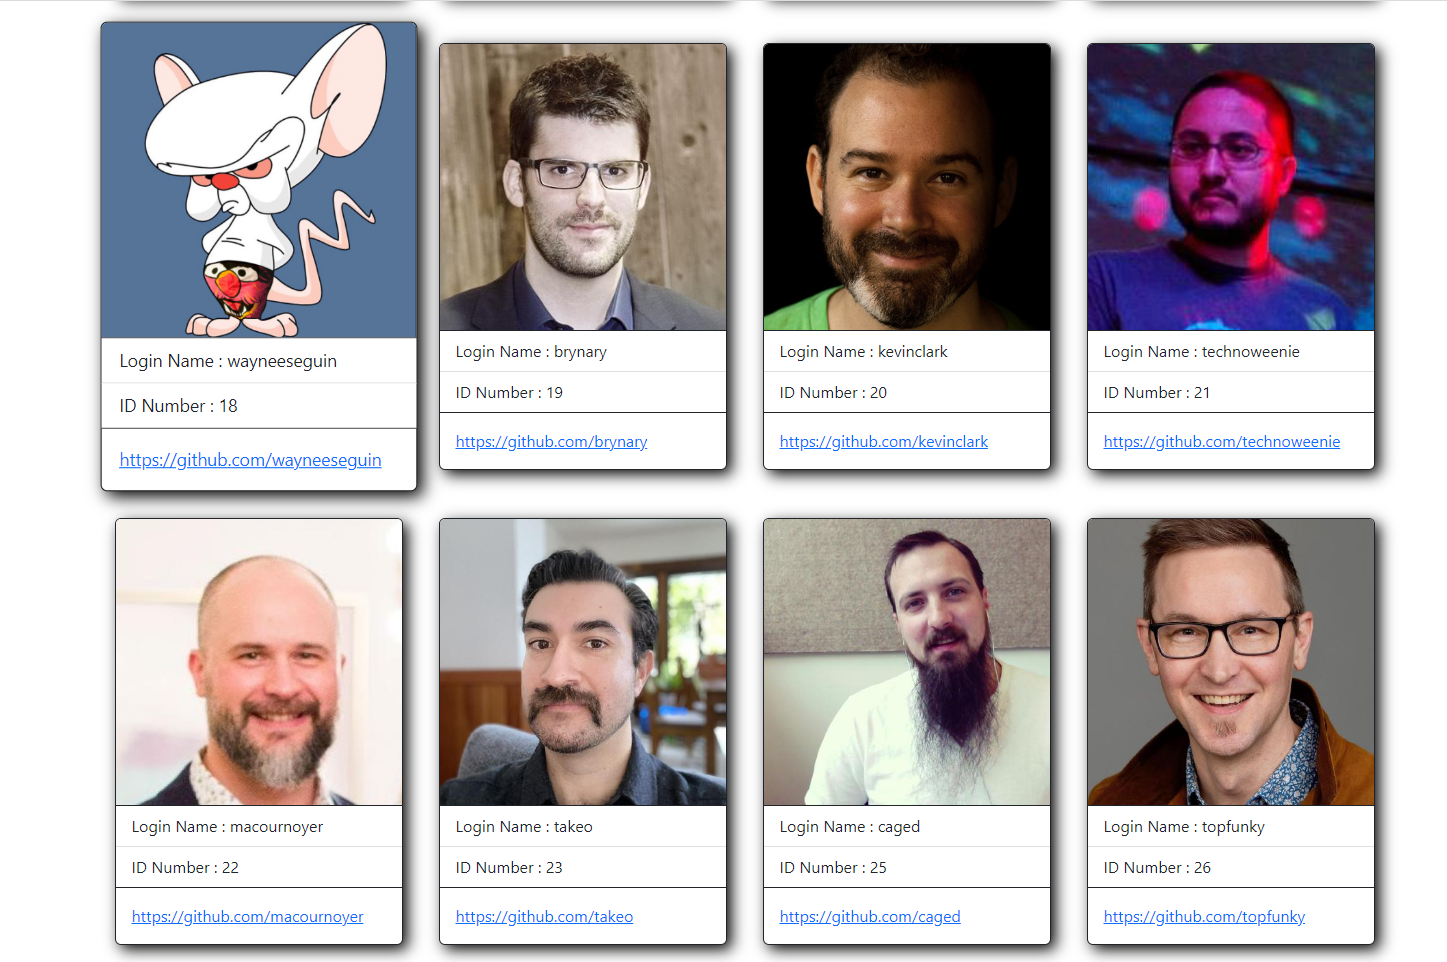 Login Name : wayneeseguin
ID Number : 18
https://github.com/wayneeseguin
Login Name : brynary
ID Number : 19
https://github.com/brynary
Login Name : kevinclark
ID Number : 20
https://github.com/kevinclark
Login Name : technoweenie
ID Number : 21
https://github.com/technoweenie
Login Name : macournoyer
ID Number : 22
https://github.com/macournoyer
Login Name : takeo
ID Number : 23
https://github.com/takeo
Login Name : caged
ID Number : 25
https://github.com/caged
Login Name : topfunky
ID Number : 26
https://github.com/topfunky